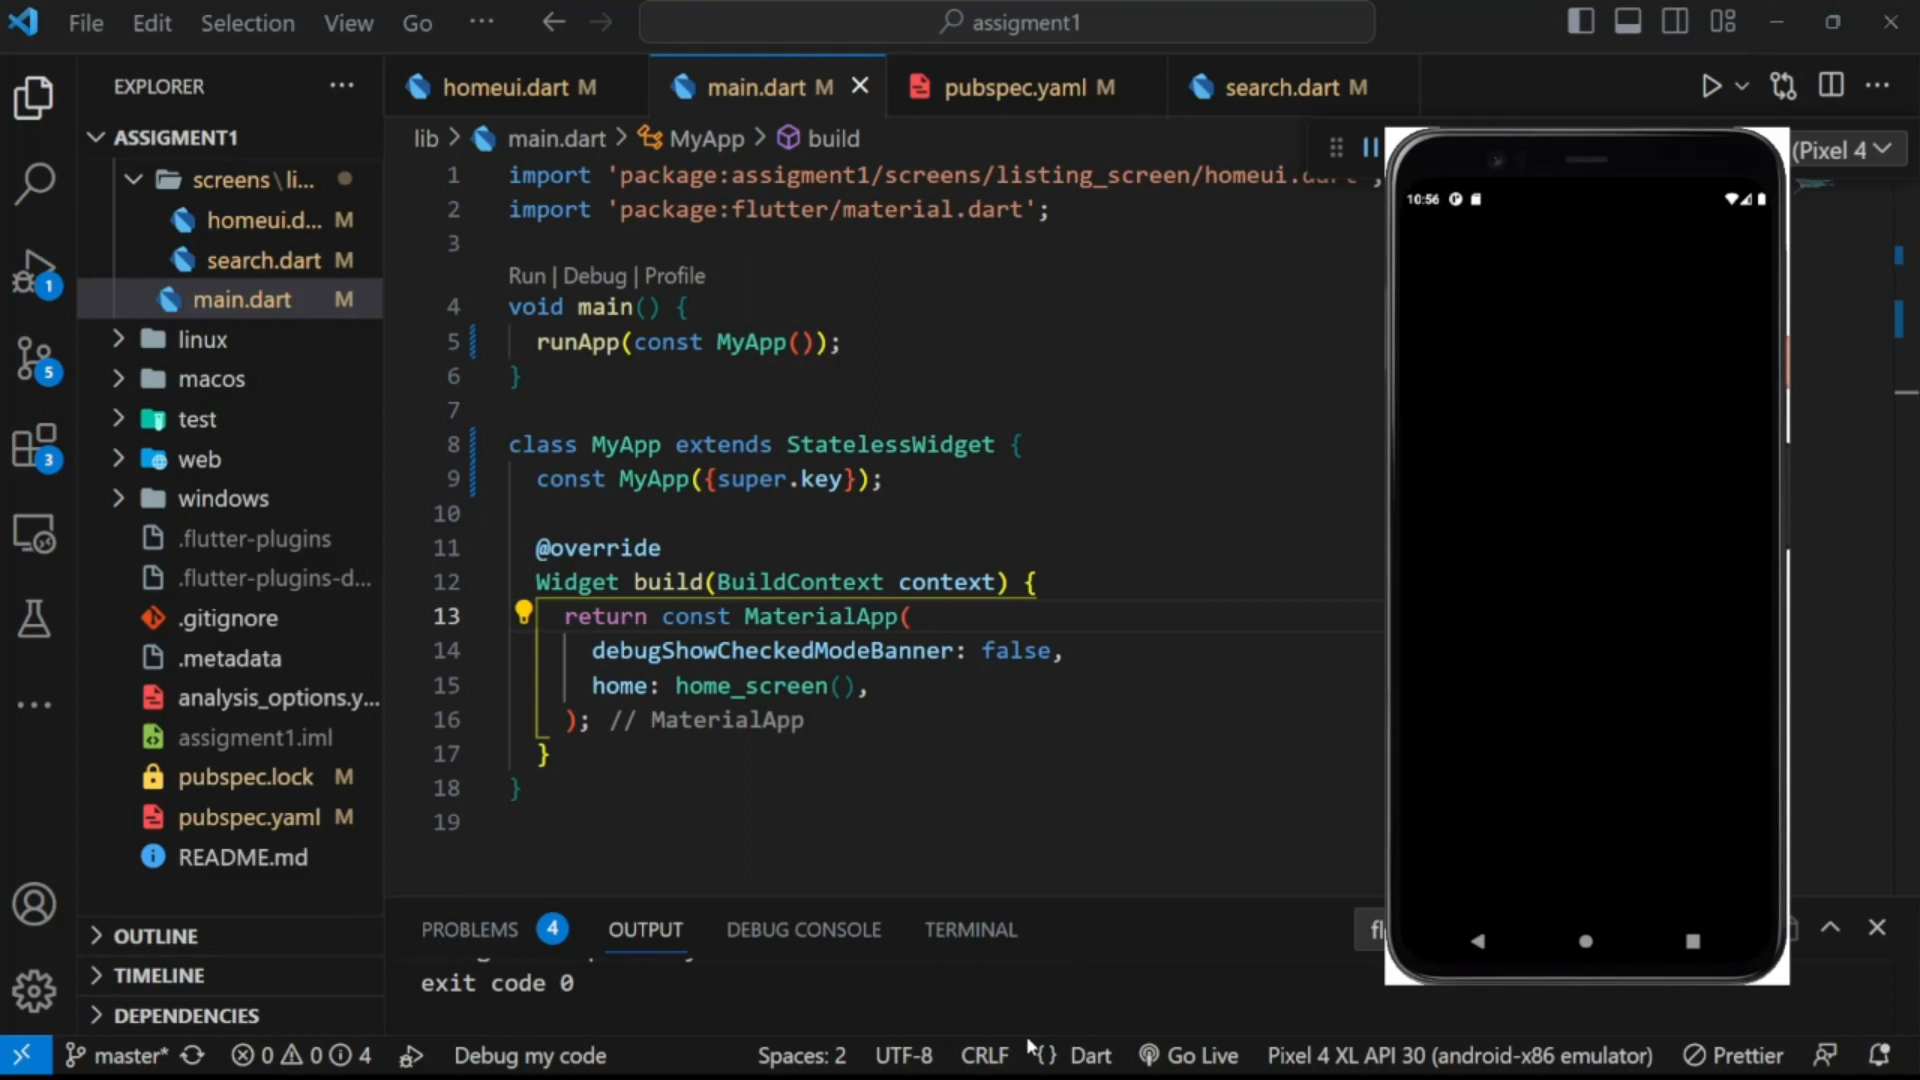 File Edit Selection View Go ··· assigment1
EXPLORER ···
ASSIGMENT1
screens\li...
homeui.d... M
search.dart M
main.dart M
linux
macos
test
web
windows
.flutter-plugins
.flutter-plugins-d...
.gitignore
.metadata
analysis_options.y...
assigment1.iml
pubspec.lock M
pubspec.yaml M
README.md
OUTLINE
TIMELINE
DEPENDENCIES
1
5
3
homeui.dart M main.dart M pubspec.yaml M search.dart M
lib > main.dart > MyApp > build
(Pixel 4
1 import 'package:assigment1/screens/listing_screen/homeui.dart';
2 import 'package:flutter/material.dart';
3
Run | Debug | Profile
4 void main() {
5 runApp(const MyApp());
6 }
7
8 class MyApp extends StatelessWidget {
9 const MyApp({super.key});
10
11 @override
12 Widget build(BuildContext context) {
13 return const MaterialApp(
14 debugShowCheckedModeBanner: false,
15 home: home_screen(),
16 ); // MaterialApp
17 }
18 }
19
10:56
PROBLEMS 4 OUTPUT DEBUG CONSOLE TERMINAL
exit code 0
master* 0 0 4 Debug my code Spaces: 2 UTF-8 CRLF {} Dart Go Live Pixel 4 XL API 30 (android-x86 emulator) Prettier